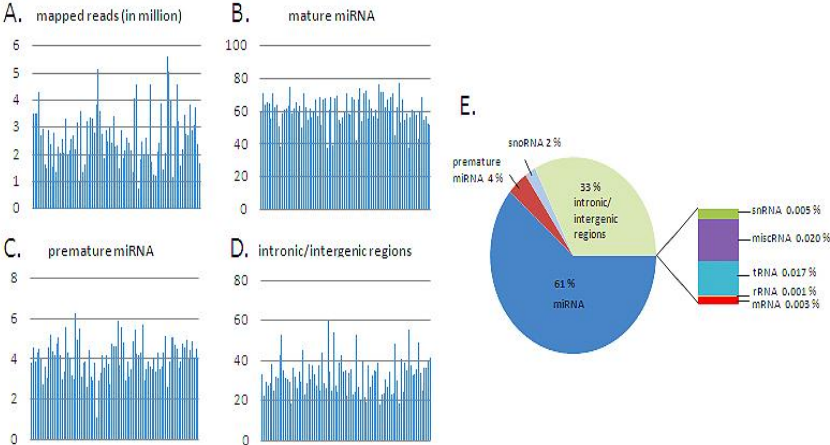 A.
mapped reads (in million)
6
5
4
3
2
1
0
B.
mature miRNA
100
80
60
40
20
0
C.
premature miRNA
8
6
4
2
0
D.
intronic/intergenic regions
80
60
40
20
0
E.
snoRNA 2 %
premature
miRNA 4 %
33 %
intronic/
intergenic
regions
61 %
miRNA
snRNA 0.005 %
miscRNA 0.020 %
tRNA 0.017 %
rRNA 0.001 %
mRNA 0.003 %